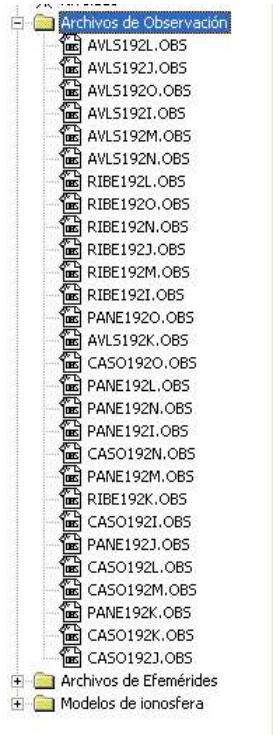 Archivos de Observación
AVLS192L.OBS
AVLS192J.OBS
AVLS192O.OBS
AVLS192I.OBS
AVLS192M.OBS
AVLS192N.OBS
RIBE192L.OBS
RIBE192O.OBS
RIBE192N.OBS
RIBE192J.OBS
RIBE192M.OBS
RIBE192I.OBS
PANE192O.OBS
AVLS192K.OBS
CASO192O.OBS
PANE192L.OBS
PANE192N.OBS
PANE192I.OBS
CASO192N.OBS
PANE192M.OBS
RIBE192K.OBS
CASO192I.OBS
PANE192J.OBS
CASO192L.OBS
CASO192M.OBS
PANE192K.OBS
CASO192K.OBS
CASO192J.OBS
Archivos de Efemérides
Modelos de ionosfera